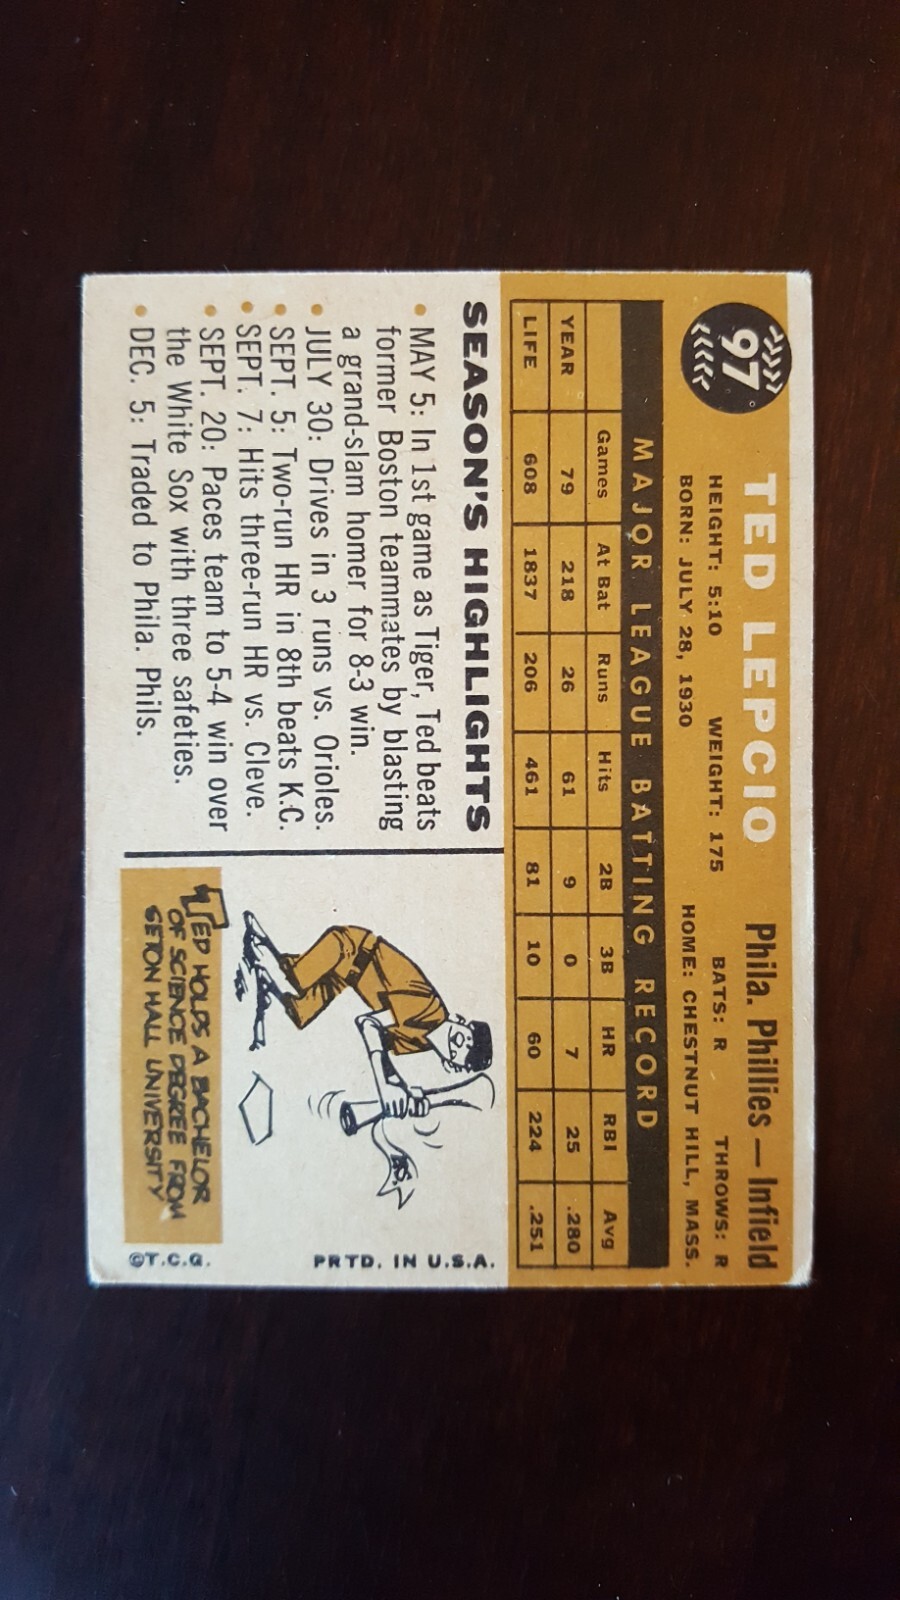 97
TED LEPCIO Phila. Phillies — Infield
HEIGHT: 5:10 WEIGHT: 175 BATS: R THROWS: R
BORN: JULY 28, 1930 HOME: CHESTNUT HILL, MASS.
MAJOR LEAGUE BATTING RECORD
Games At Bat Runs Hits 2B 3B HR RBI Avg
YEAR 79 218 26 61 9 0 7 25 .280
LIFE 608 1837 206 461 81 10 60 224 .251
SEASON'S HIGHLIGHTS
• MAY 5: In 1st game as Tiger, Ted beats
former Boston teammates by blasting
a grand-slam homer for 8-3 win.
• JULY 30: Drives in 3 runs vs. Orioles.
• SEPT. 5: Two-run HR in 8th beats K.C.
• SEPT. 7: Hits three-run HR vs. Cleve.
• SEPT. 20: Paces team to 5-4 win over
the White Sox with three safeties.
• DEC. 5: Traded to Phila. Phils.
B.S.
TED HOLDS A BACHELOR
OF SCIENCE DEGREE FROM
SETON HALL UNIVERSITY
©T.C.G. PRTD. IN U.S.A.